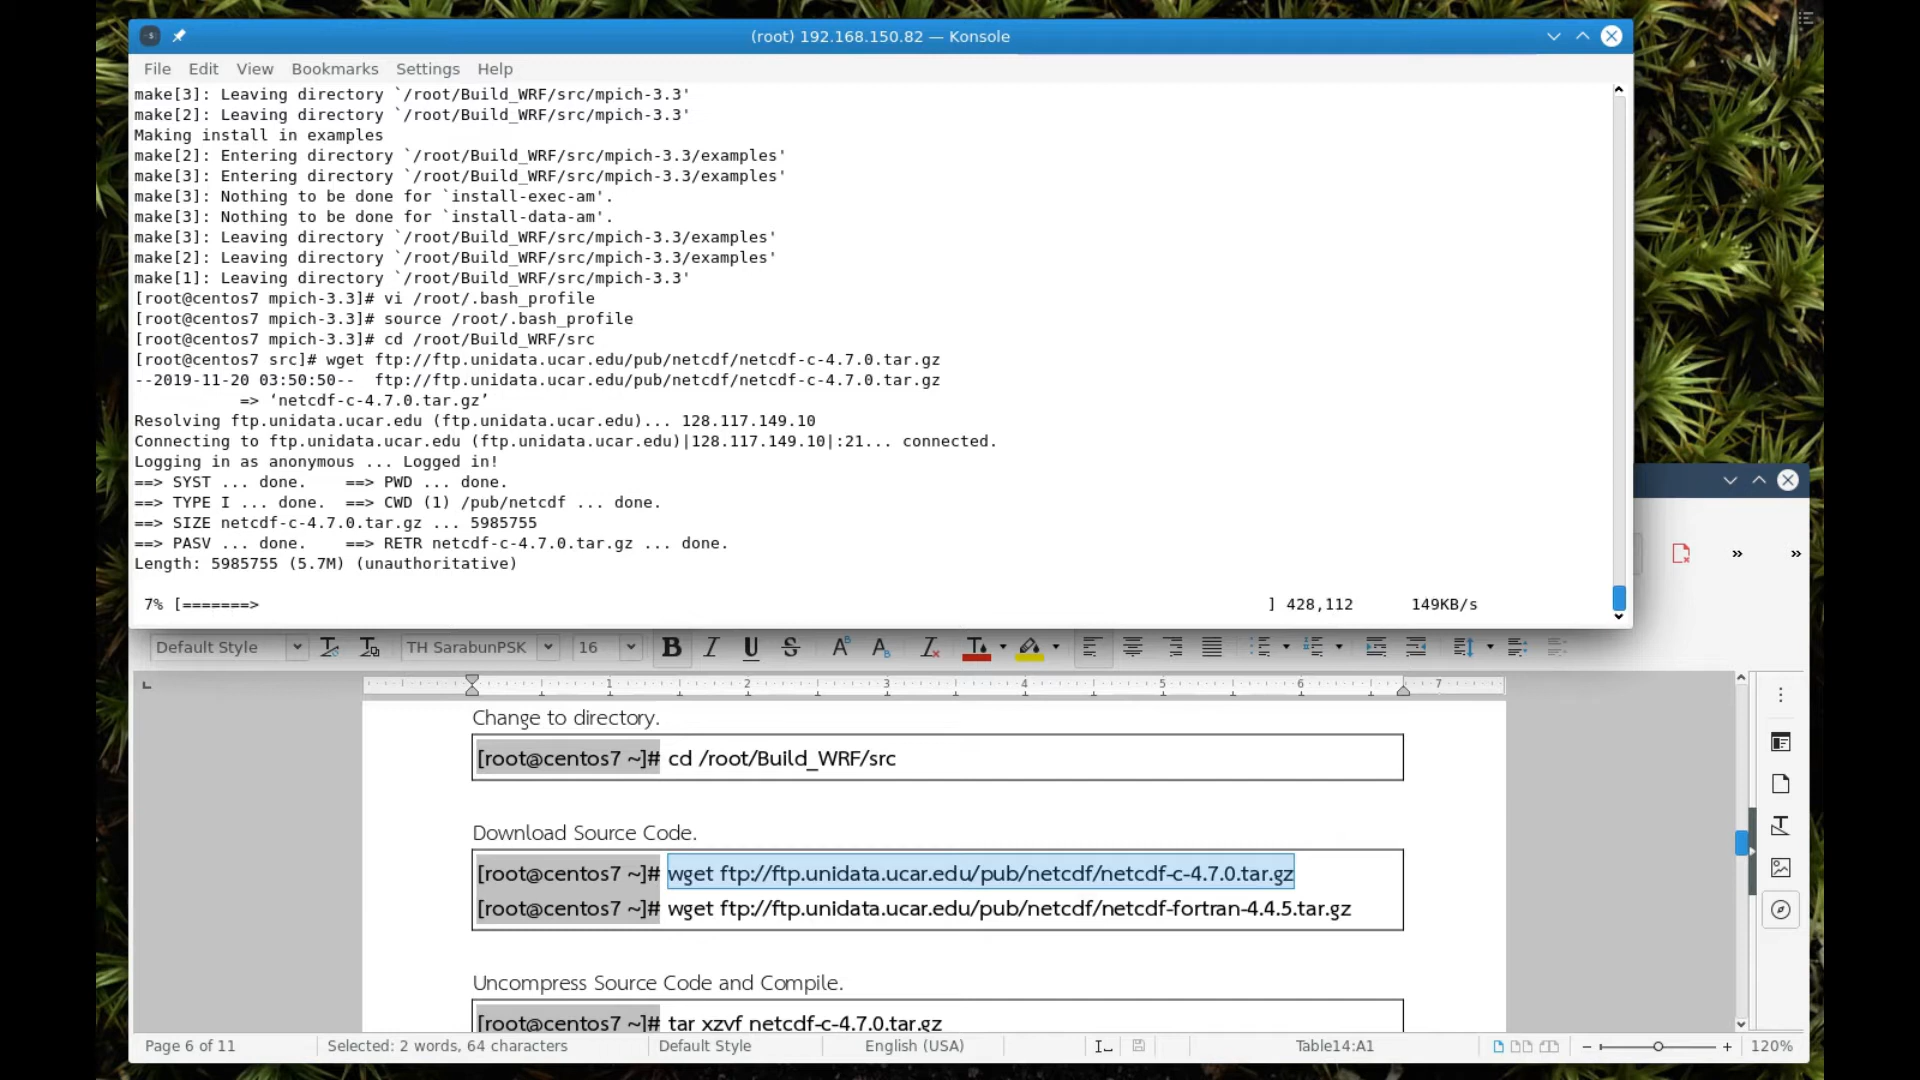 (root) 192.168.150.82 — Konsole
File Edit View Bookmarks Settings Help
make[3]: Leaving directory `/root/Build_WRF/src/mpich-3.3'
make[2]: Leaving directory `/root/Build_WRF/src/mpich-3.3'
Making install in examples
make[2]: Entering directory `/root/Build_WRF/src/mpich-3.3/examples'
make[3]: Entering directory `/root/Build_WRF/src/mpich-3.3/examples'
make[3]: Nothing to be done for `install-exec-am'.
make[3]: Nothing to be done for `install-data-am'.
make[3]: Leaving directory `/root/Build_WRF/src/mpich-3.3/examples'
make[2]: Leaving directory `/root/Build_WRF/src/mpich-3.3/examples'
make[1]: Leaving directory `/root/Build_WRF/src/mpich-3.3'
[root@centos7 mpich-3.3]# vi /root/.bash_profile
[root@centos7 mpich-3.3]# source /root/.bash_profile
[root@centos7 mpich-3.3]# cd /root/Build_WRF/src
[root@centos7 src]# wget ftp://ftp.unidata.ucar.edu/pub/netcdf/netcdf-c-4.7.0.tar.gz
--2019-11-20 03:50:50-- ftp://ftp.unidata.ucar.edu/pub/netcdf/netcdf-c-4.7.0.tar.gz
=> ‘netcdf-c-4.7.0.tar.gz’
Resolving ftp.unidata.ucar.edu (ftp.unidata.ucar.edu)... 128.117.149.10
Connecting to ftp.unidata.ucar.edu (ftp.unidata.ucar.edu)|128.117.149.10|:21... connected.
Logging in as anonymous ... Logged in!
==> SYST ... done. ==> PWD ... done.
==> TYPE I ... done. ==> CWD (1) /pub/netcdf ... done.
==> SIZE netcdf-c-4.7.0.tar.gz ... 5985755
==> PASV ... done. ==> RETR netcdf-c-4.7.0.tar.gz ... done.
Length: 5985755 (5.7M) (unauthoritative)
7% [=======> ] 428,112 149KB/s
Default Style TH SarabunPSK 16
1 2 3 4 5 6 7
Change to directory.
[root@centos7 ~]# cd /root/Build_WRF/src
Download Source Code.
[root@centos7 ~]# wget ftp://ftp.unidata.ucar.edu/pub/netcdf/netcdf-c-4.7.0.tar.gz
[root@centos7 ~]# wget ftp://ftp.unidata.ucar.edu/pub/netcdf/netcdf-fortran-4.4.5.tar.gz
Uncompress Source Code and Compile.
[root@centos7 ~]# tar xzvf netcdf-c-4.7.0.tar.gz
Page 6 of 11 Selected: 2 words, 64 characters Default Style English (USA) Table14:A1 120%